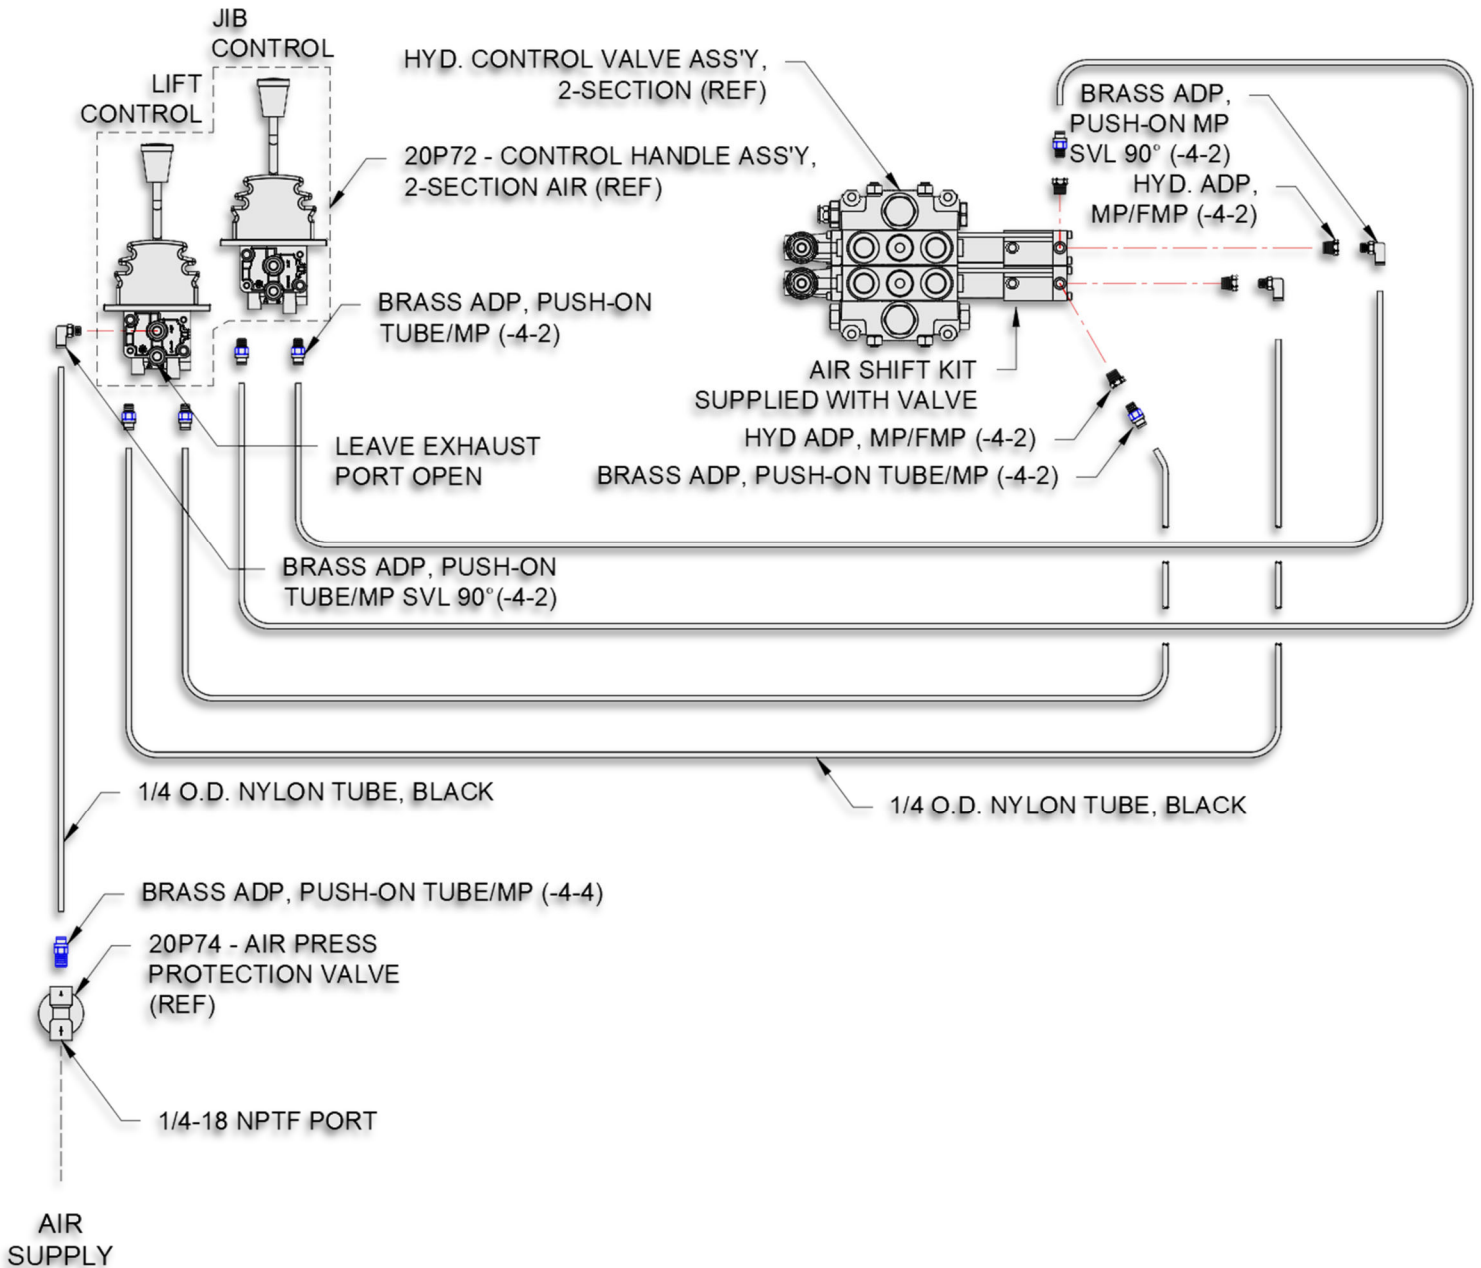 JIB
CONTROL
LIFT
CONTROL
HYD. CONTROL VALVE ASS'Y,
2-SECTION (REF)
20P72 - CONTROL HANDLE ASS'Y,
2-SECTION AIR (REF)
BRASS ADP,
PUSH-ON MP
SVL 90° (-4-2)
HYD. ADP,
MP/FMP (-4-2)
BRASS ADP, PUSH-ON
TUBE/MP (-4-2)
AIR SHIFT KIT
SUPPLIED WITH VALVE
HYD ADP, MP/FMP (-4-2)
BRASS ADP, PUSH-ON TUBE/MP (-4-2)
LEAVE EXHAUST
PORT OPEN
BRASS ADP, PUSH-ON
TUBE/MP SVL 90°(-4-2)
1/4 O.D. NYLON TUBE, BLACK
1/4 O.D. NYLON TUBE, BLACK
BRASS ADP, PUSH-ON TUBE/MP (-4-4)
20P74 - AIR PRESS
PROTECTION VALVE
(REF)
1/4-18 NPTF PORT
AIR
SUPPLY